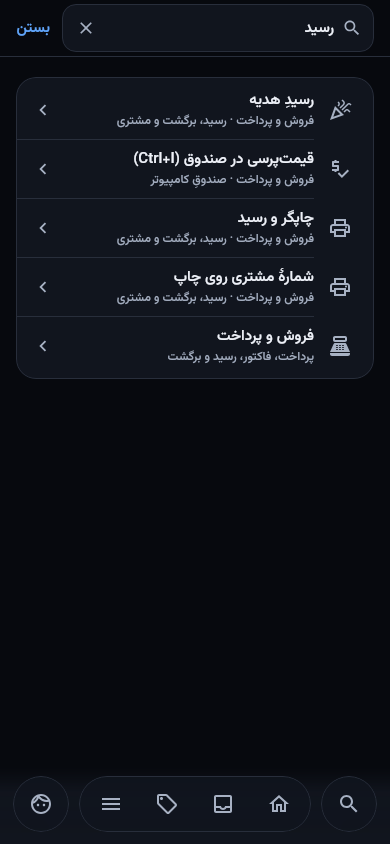 رسید
بستن
رسیدِ هدیه
فروش و پرداخت · رسید، برگشت و مشتری
قیمت‌پرسی در صندوق (Ctrl+I)
فروش و پرداخت · صندوقِ کامپیوتر
چاپگر و رسید
فروش و پرداخت · رسید، برگشت و مشتری
شمارهٔ مشتری روی چاپ
فروش و پرداخت · رسید، برگشت و مشتری
فروش و پرداخت
پرداخت، فاکتور، رسید و برگشت